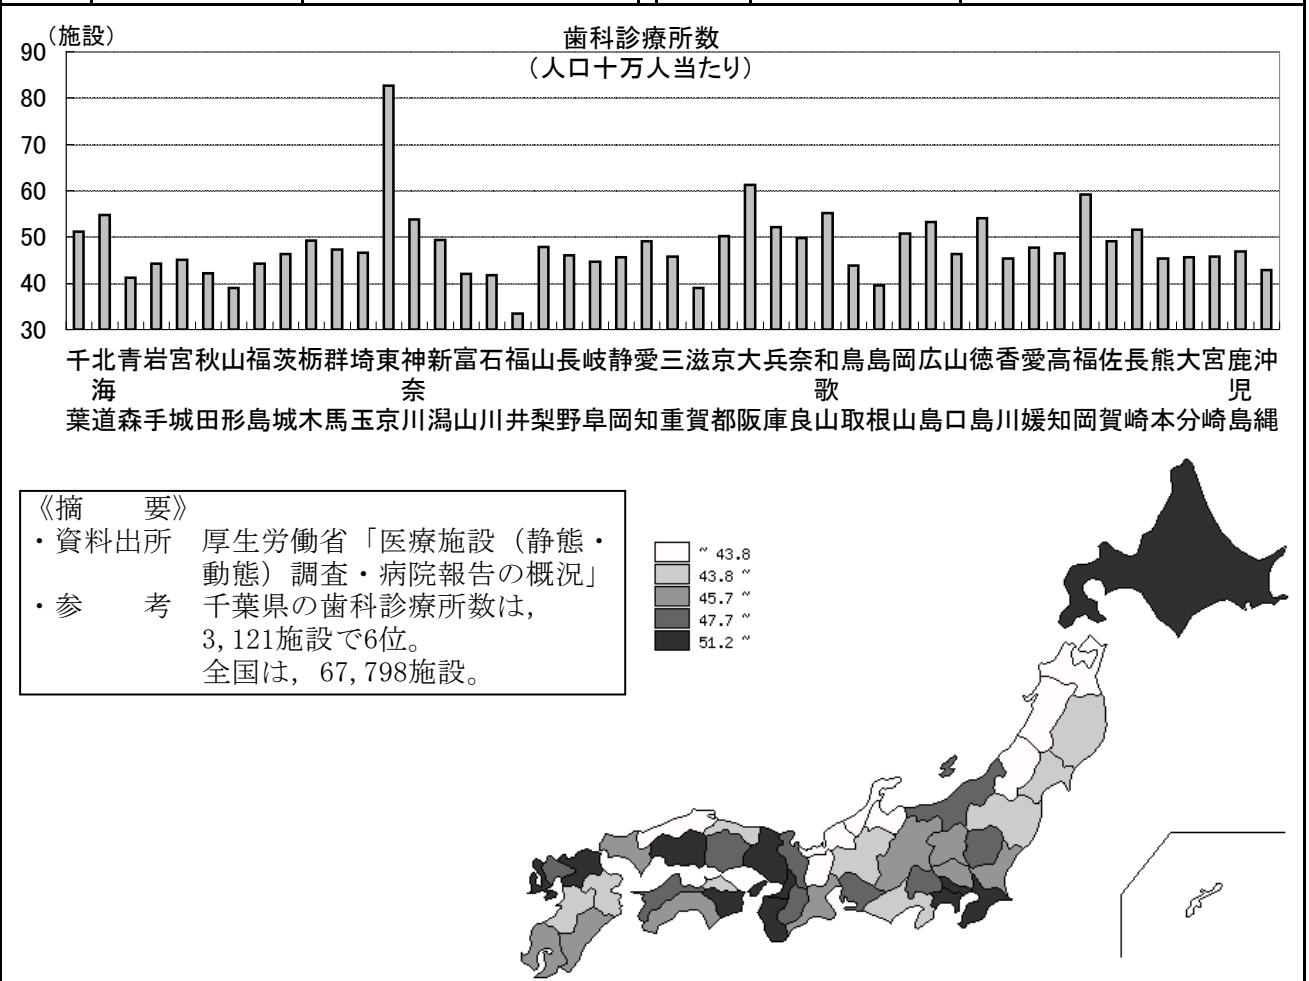 (施設)
歯科診療所数
(人口十万人当たり)
90
80
70
60
50
40
30
千葉 北海道 青森 岩手 宮城 秋田 山形 福島 茨城 栃木 群馬 埼玉 東京 神奈川 新潟 富山 石川 福井 山梨 長野 岐阜 静岡 愛知 三重 滋賀 京都 大阪 兵庫 奈良 和歌山 鳥取 島根 岡山 広島 山口 徳島 香川 愛媛 高知 福岡 佐賀 長崎 熊本 大分 宮崎 鹿児島 沖縄
《摘　　要》
・資料出所　厚生労働省「医療施設（静態・
動態）調査・病院報告の概況」
・参　　考　千葉県の歯科診療所数は，
3,121施設で6位。
全国は，67,798施設。
~ 43.8
43.8 ~
45.7 ~
47.7 ~
51.2 ~